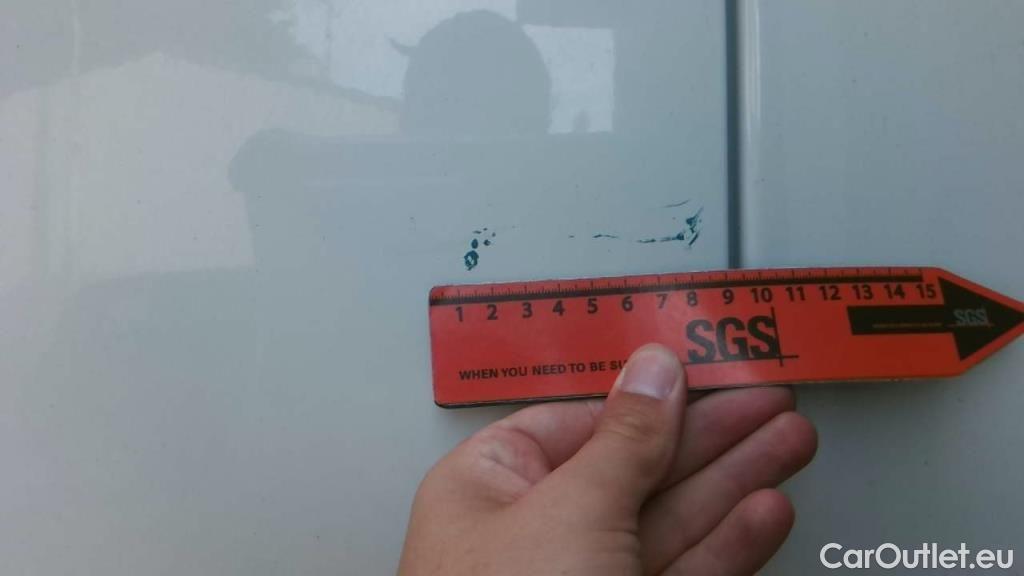 1 2 3 4 5 6 7 8 9 10 11 12 13 14 15
SGS
SGS
WHEN YOU NEED TO BE
CarOutlet.eu